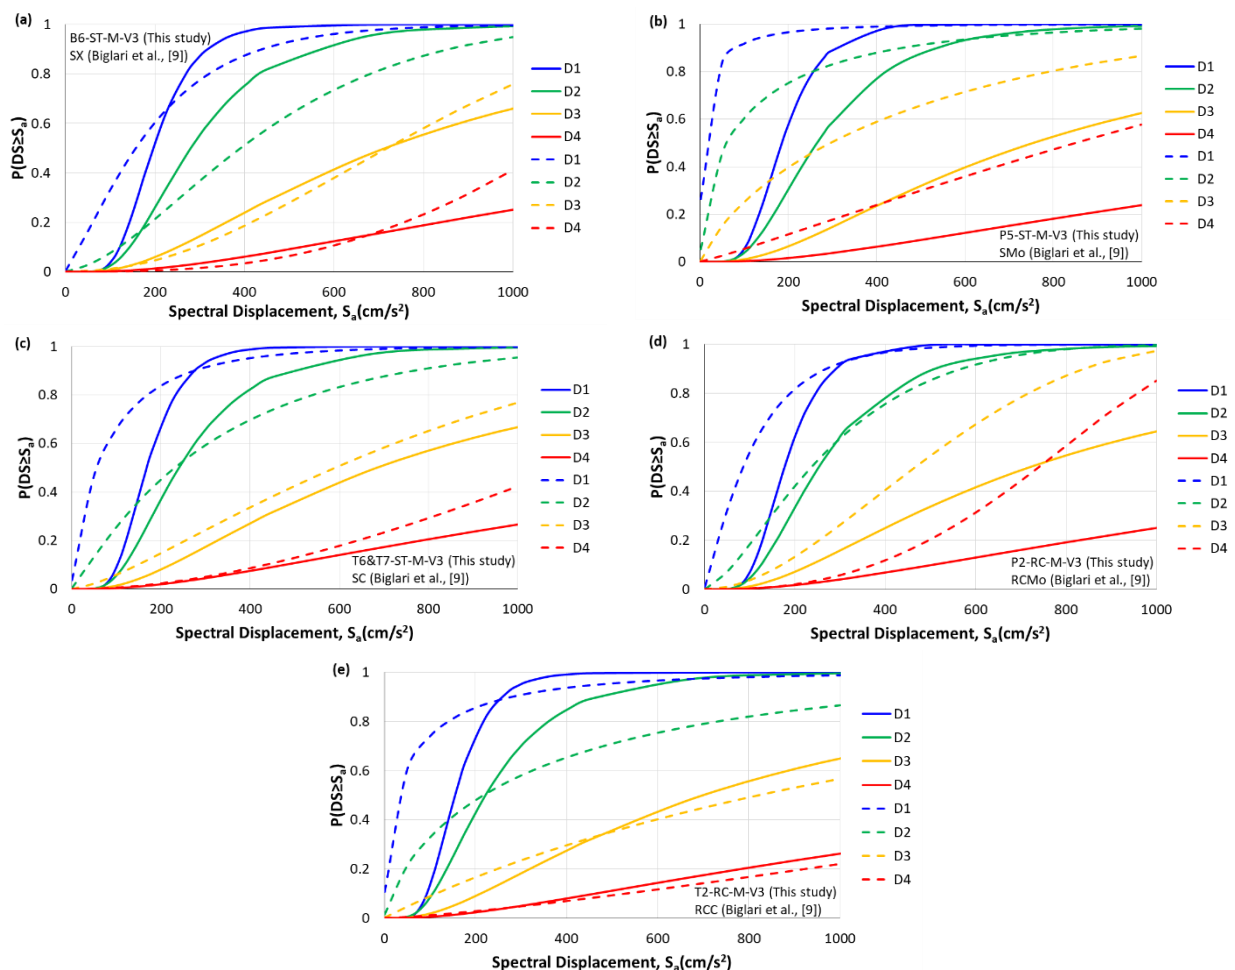 (a)
B6-ST-M-V3 (This study)
SX (Biglari et al., [9])
P(DS≥Sa)
1
0.8
0.6
0.4
0.2
0
0 200 400 600 800 1000
Spectral Displacement, Sa(cm/s²)
D1
D2
D3
D4
D1
D2
D3
D4
(b)
P(DS≥Sa)
1
0.8
0.6
0.4
0.2
0
P5-ST-M-V3 (This study)
SMo (Biglari et al., [9])
0 200 400 600 800 1000
Spectral Displacement, Sa(cm/s²)
D1
D2
D3
D4
D1
D2
D3
D4
(c)
P(DS≥Sa)
1
0.8
0.6
0.4
0.2
0
T6&T7-ST-M-V3 (This study)
SC (Biglari et al., [9])
0 200 400 600 800 1000
Spectral Displacement, Sa(cm/s²)
D1
D2
D3
D4
D1
D2
D3
D4
(d)
P(DS≥Sa)
1
0.8
0.6
0.4
0.2
0
P2-RC-M-V3 (This study)
RCMo (Biglari et al., [9])
0 200 400 600 800 1000
Spectral Displacement, Sa(cm/s²)
D1
D2
D3
D4
D1
D2
D3
D4
(e)
P(DS≥Sa)
1
0.8
0.6
0.4
0.2
0
T2-RC-M-V3 (This study)
RCC (Biglari et al., [9])
0 200 400 600 800 1000
Spectral Displacement, Sa(cm/s²)
D1
D2
D3
D4
D1
D2
D3
D4